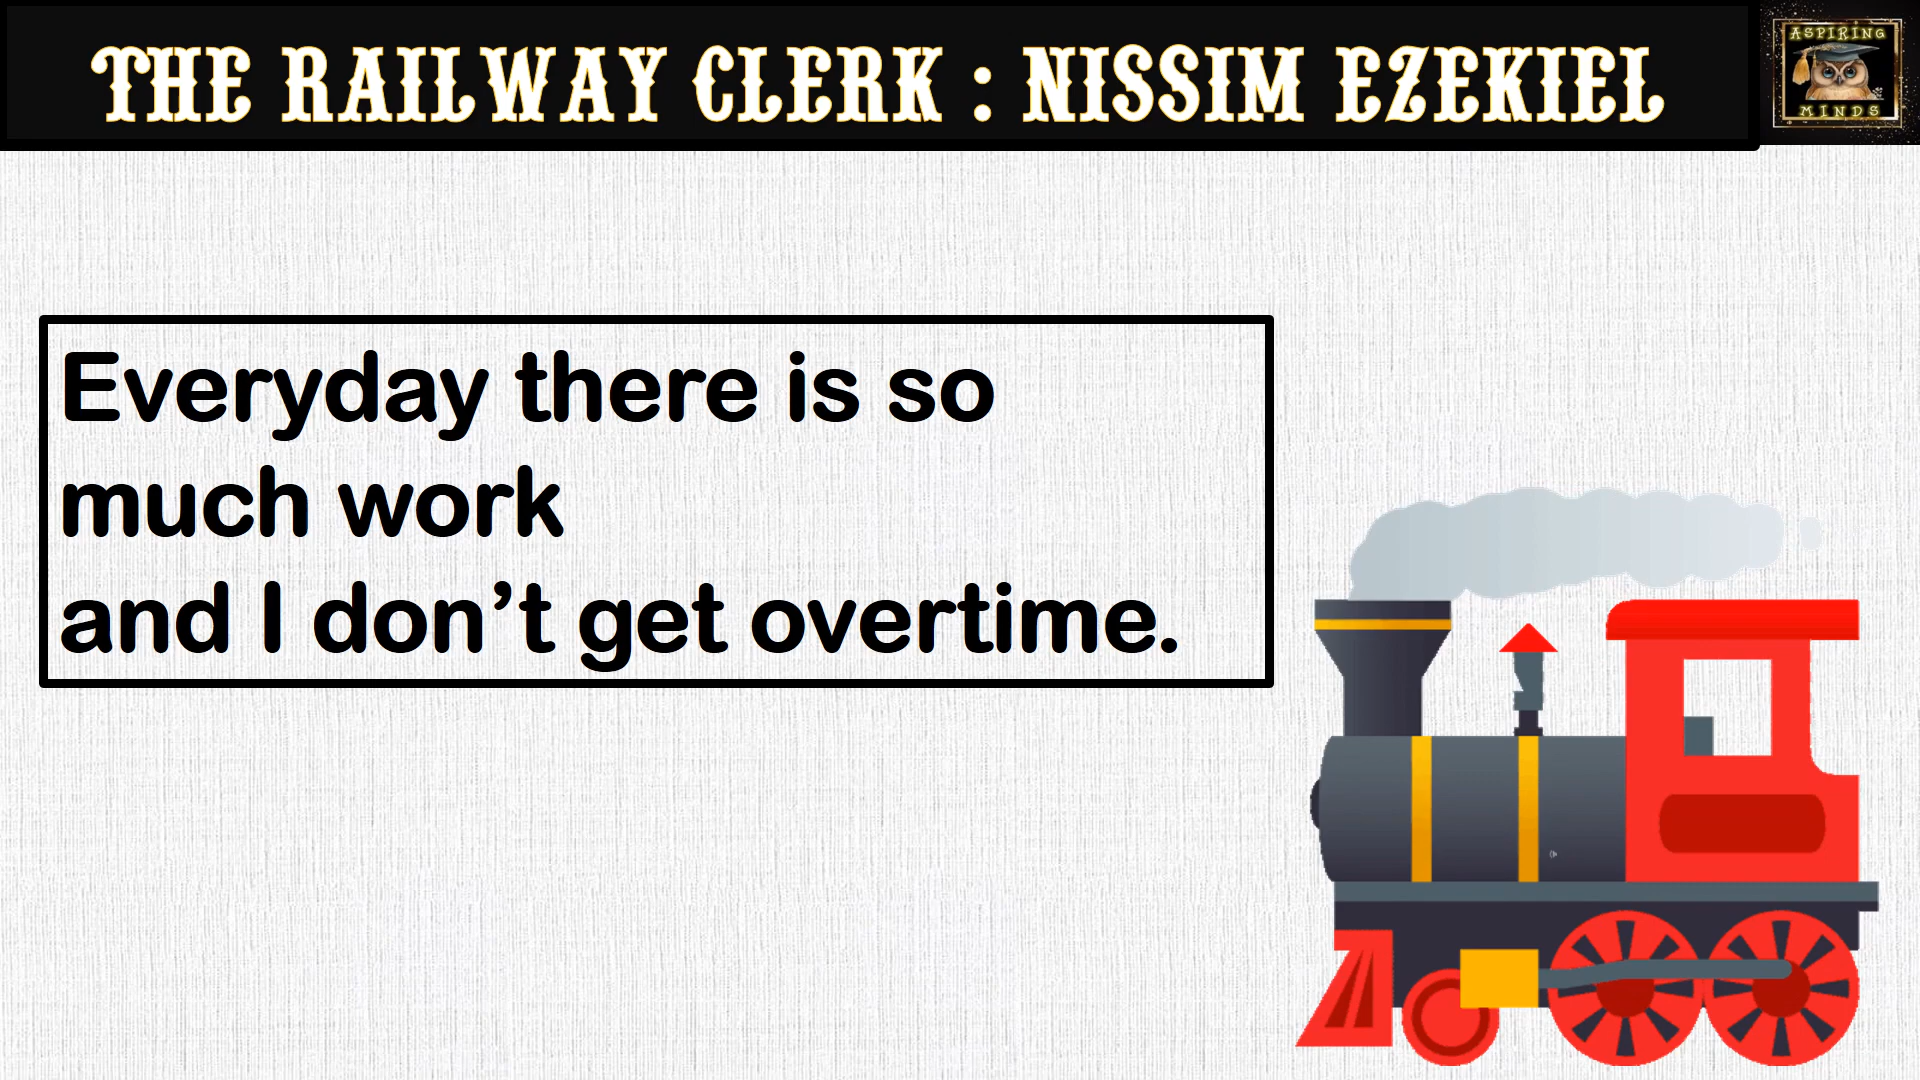 THE RAILWAY CLERK : NISSIM EZEKIEL
ASPIRING
MINDS
Everyday there is so
much work
and I don’t get overtime.